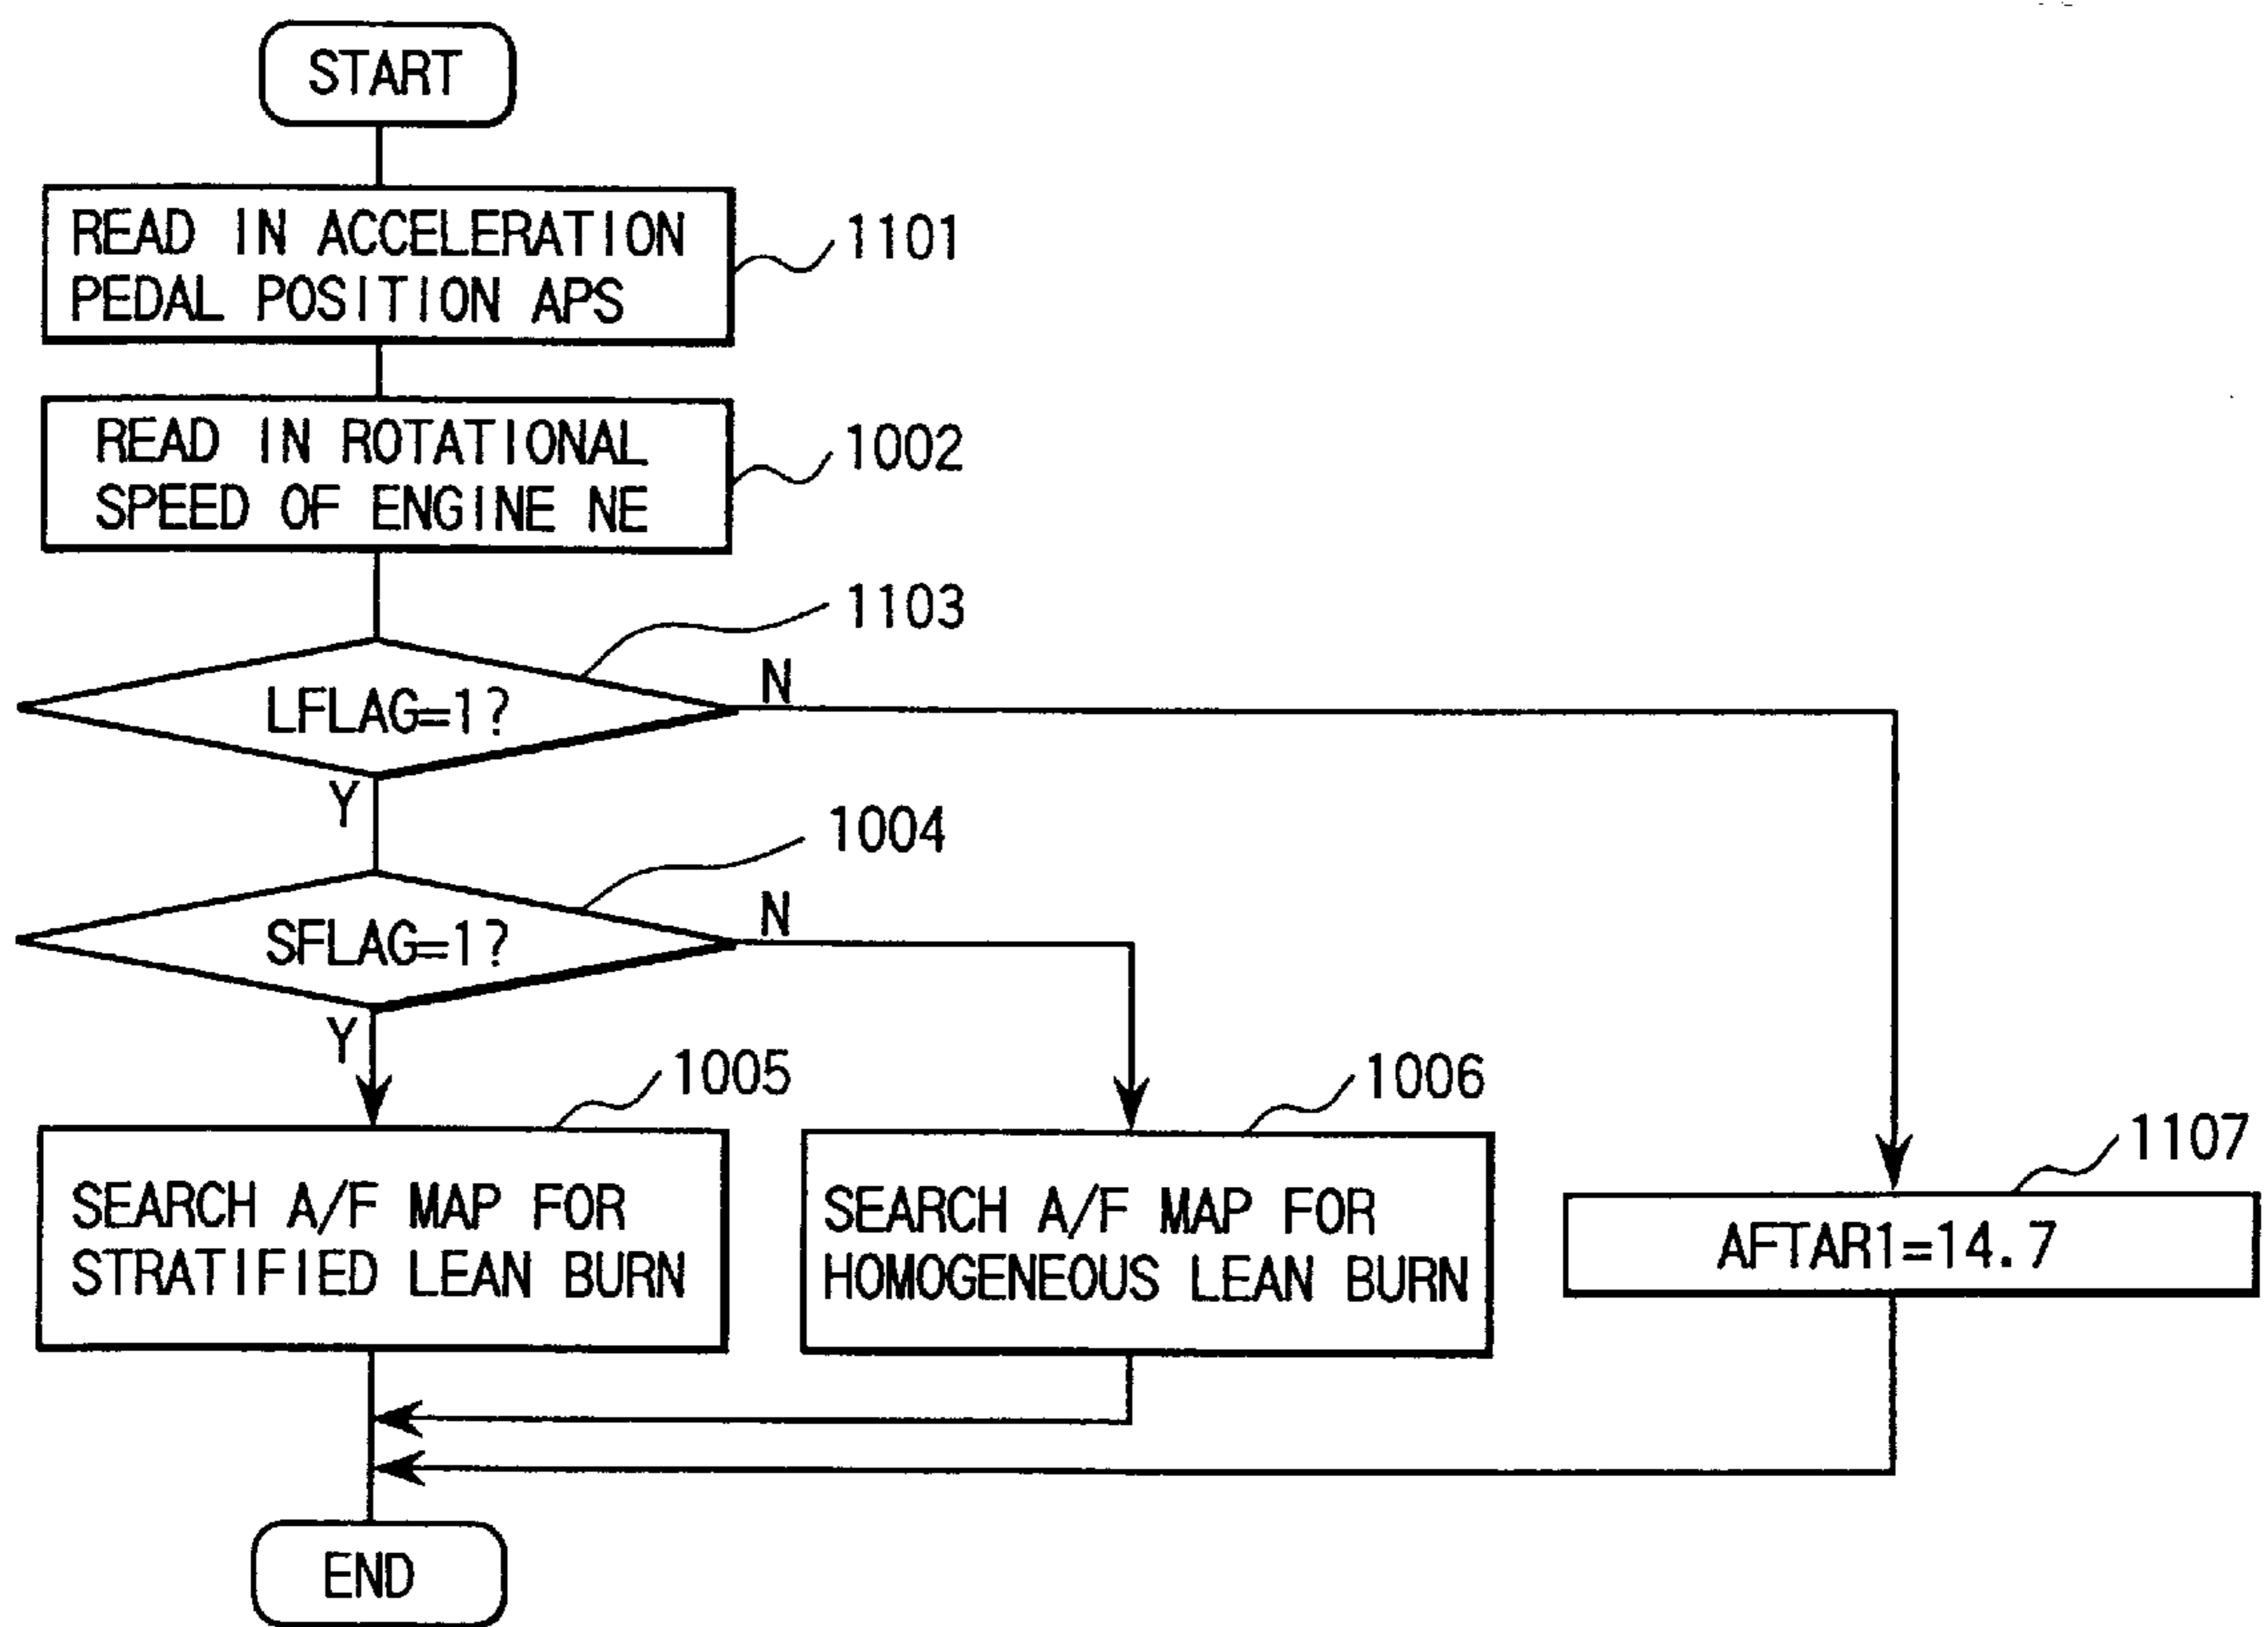 START
READ IN ACCELERATION
PEDAL POSITION APS
1101
READ IN ROTATIONAL
SPEED OF ENGINE NE
1002
1103
LFLAG=1?
N
Y
1004
SFLAG=1?
N
Y
1005
SEARCH A/F MAP FOR
STRATIFIED LEAN BURN
1006
SEARCH A/F MAP FOR
HOMOGENEOUS LEAN BURN
1107
AFTAR1=14.7
END